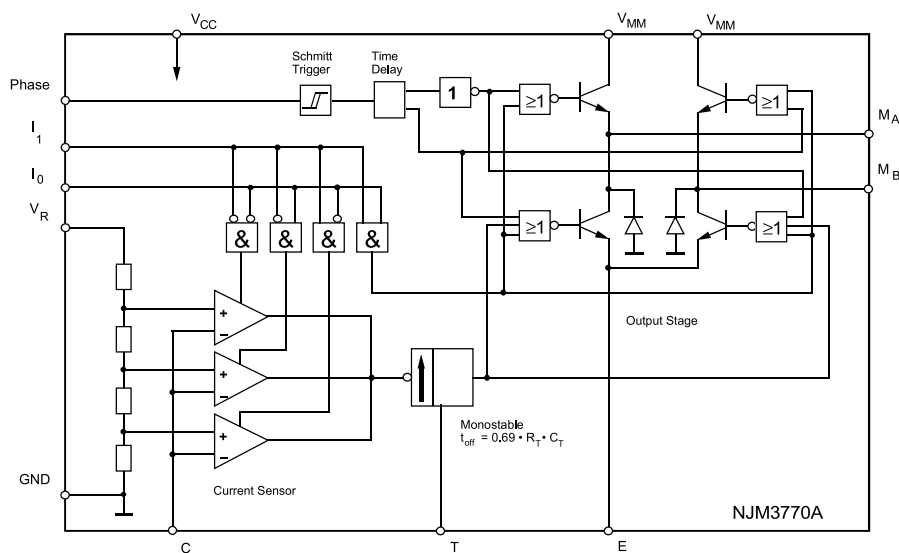 V_CC
V_MM
V_MM
Schmitt
Trigger
Time
Delay
Phase
1
≥1
≥1
M_A
I_1
I_0
M_B
V_R
&
&
&
&
≥1
≥1
+
−
Output Stage
+
−
+
−
Monostable
t_off = 0.69 • R_T • C_T
GND
Current Sensor
NJM3770A
C
T
E